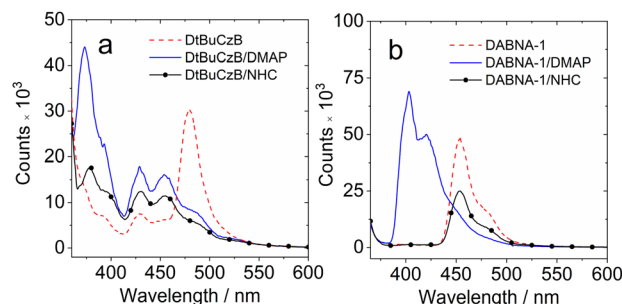 a
DtBuCzB
DtBuCzB/DMAP
DtBuCzB/NHC
Counts × 10³
50
40
30
20
10
0
400 450 500 550 600
Wavelength / nm
b
DABNA-1
DABNA-1/DMAP
DABNA-1/NHC
Counts × 10³
100
75
50
25
0
400 450 500 550 600
Wavelength / nm